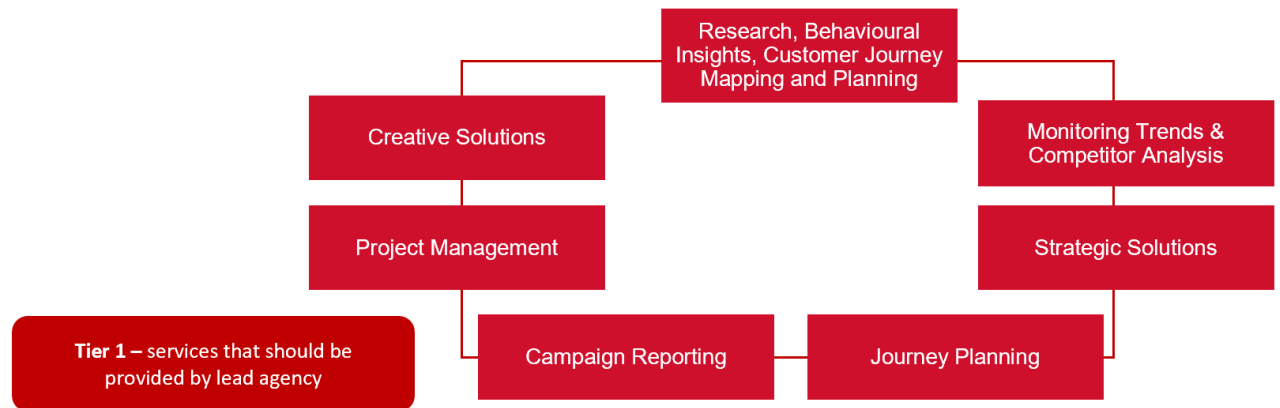 Research, Behavioural
Insights, Customer Journey
Mapping and Planning
Creative Solutions
Monitoring Trends &
Competitor Analysis
Project Management
Strategic Solutions
Tier 1 – services that should be
provided by lead agency
Campaign Reporting
Journey Planning